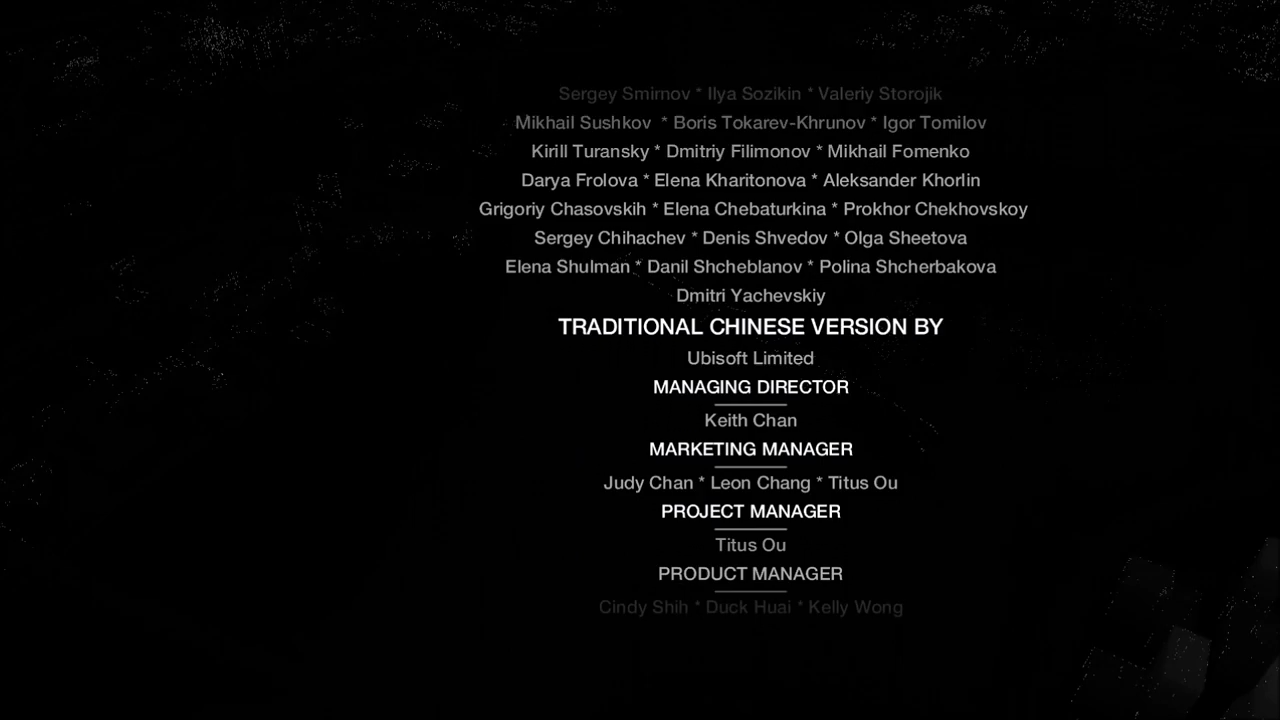 Sergey Smirnov * Ilya Sozikin * Valeriy Storojik
Mikhail Sushkov * Boris Tokarev-Khrunov * Igor Tomilov
Kirill Turansky * Dmitriy Filimonov * Mikhail Fomenko
Darya Frolova * Elena Kharitonova * Aleksander Khorlin
Grigoriy Chasovskih * Elena Chebaturkina * Prokhor Chekhovskoy
Sergey Chihachev * Denis Shvedov * Olga Sheetova
Elena Shulman * Danil Shcheblanov * Polina Shcherbakova
Dmitri Yachevskiy
TRADITIONAL CHINESE VERSION BY
Ubisoft Limited
MANAGING DIRECTOR
Keith Chan
MARKETING MANAGER
Judy Chan * Leon Chang * Titus Ou
PROJECT MANAGER
Titus Ou
PRODUCT MANAGER
Cindy Shih * Duck Huai * Kelly Wong